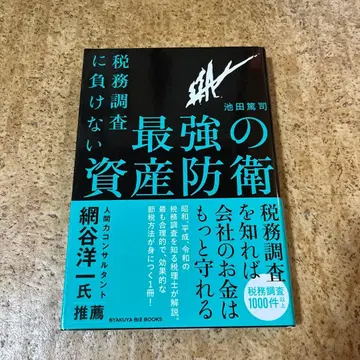 税務調査
に負けない
池田篤司
最強の
資産防衛
税務調査
を知れば
会社のお金は
もっと守れる
税務調査
1000件以上
昭和、平成、令和の
税務調査を知る税理士が解説。
最も合理的で、効果的な
節税方法が身につく1冊!
人間力コンサルタント
網谷洋一氏 推薦
HYAKUYA BIZ BOOKS